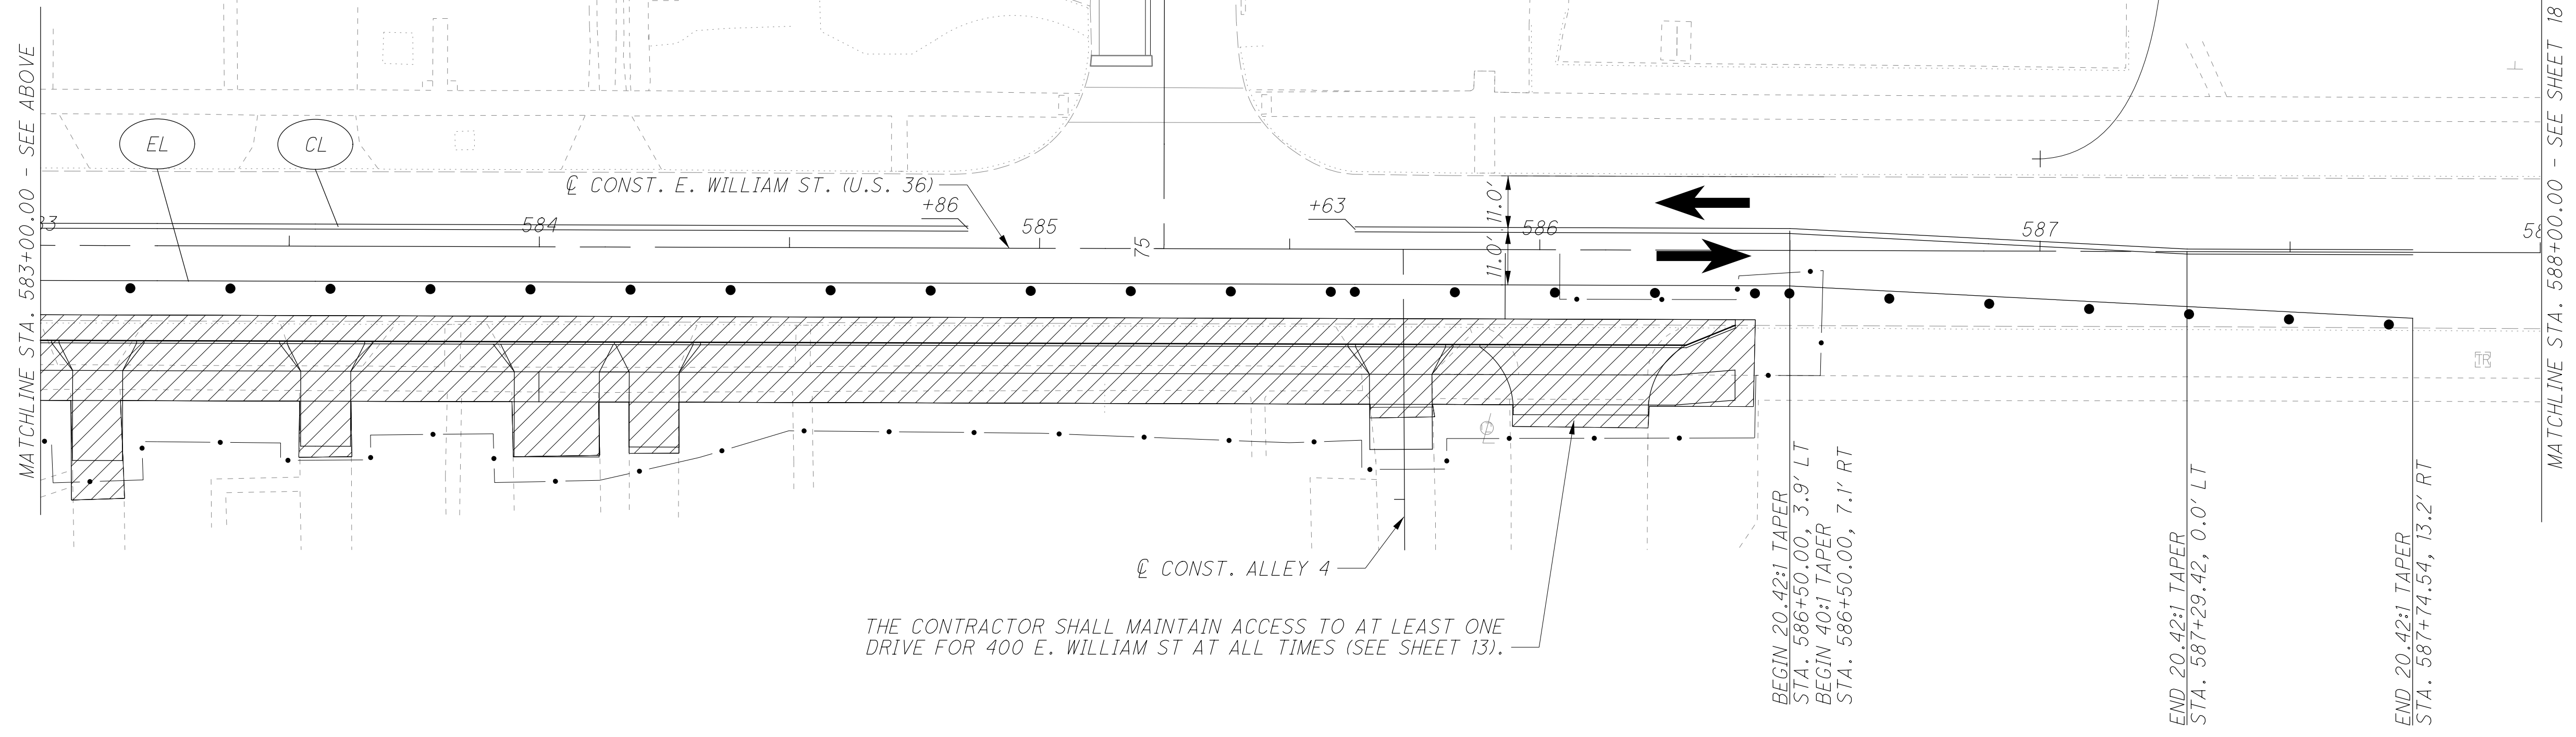 MATCHLINE STA. 583+00.00 - SEE ABOVE
EL
CL
℄ CONST. E. WILLIAM ST. (U.S. 36)
+86
+63
83
584
585
586
587
58
75
11.0'
11.0'
℄ CONST. ALLEY 4
THE CONTRACTOR SHALL MAINTAIN ACCESS TO AT LEAST ONE
DRIVE FOR 400 E. WILLIAM ST AT ALL TIMES (SEE SHEET 13).
BEGIN 20.42:1 TAPER
STA. 586+50.00, 3.9' LT
BEGIN 40:1 TAPER
STA. 586+50.00, 7.1' RT
END 20.42:1 TAPER
STA. 587+29.42, 0.0' LT
END 20.42:1 TAPER
STA. 587+74.54, 13.2' RT
TR
MATCHLINE STA. 588+00.00 - SEE SHEET 18